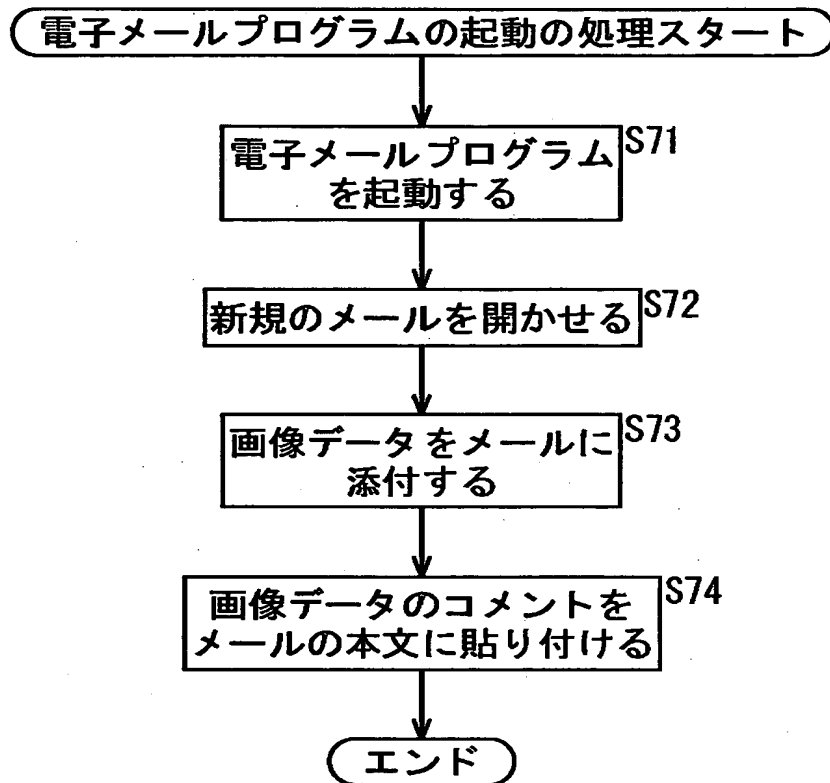 電子メールプログラムの起動の処理スタート
電子メールプログラム
を起動する
S71
新規のメールを開かせる
S72
画像データをメールに
添付する
S73
画像データのコメントを
メールの本文に貼り付ける
S74
エンド